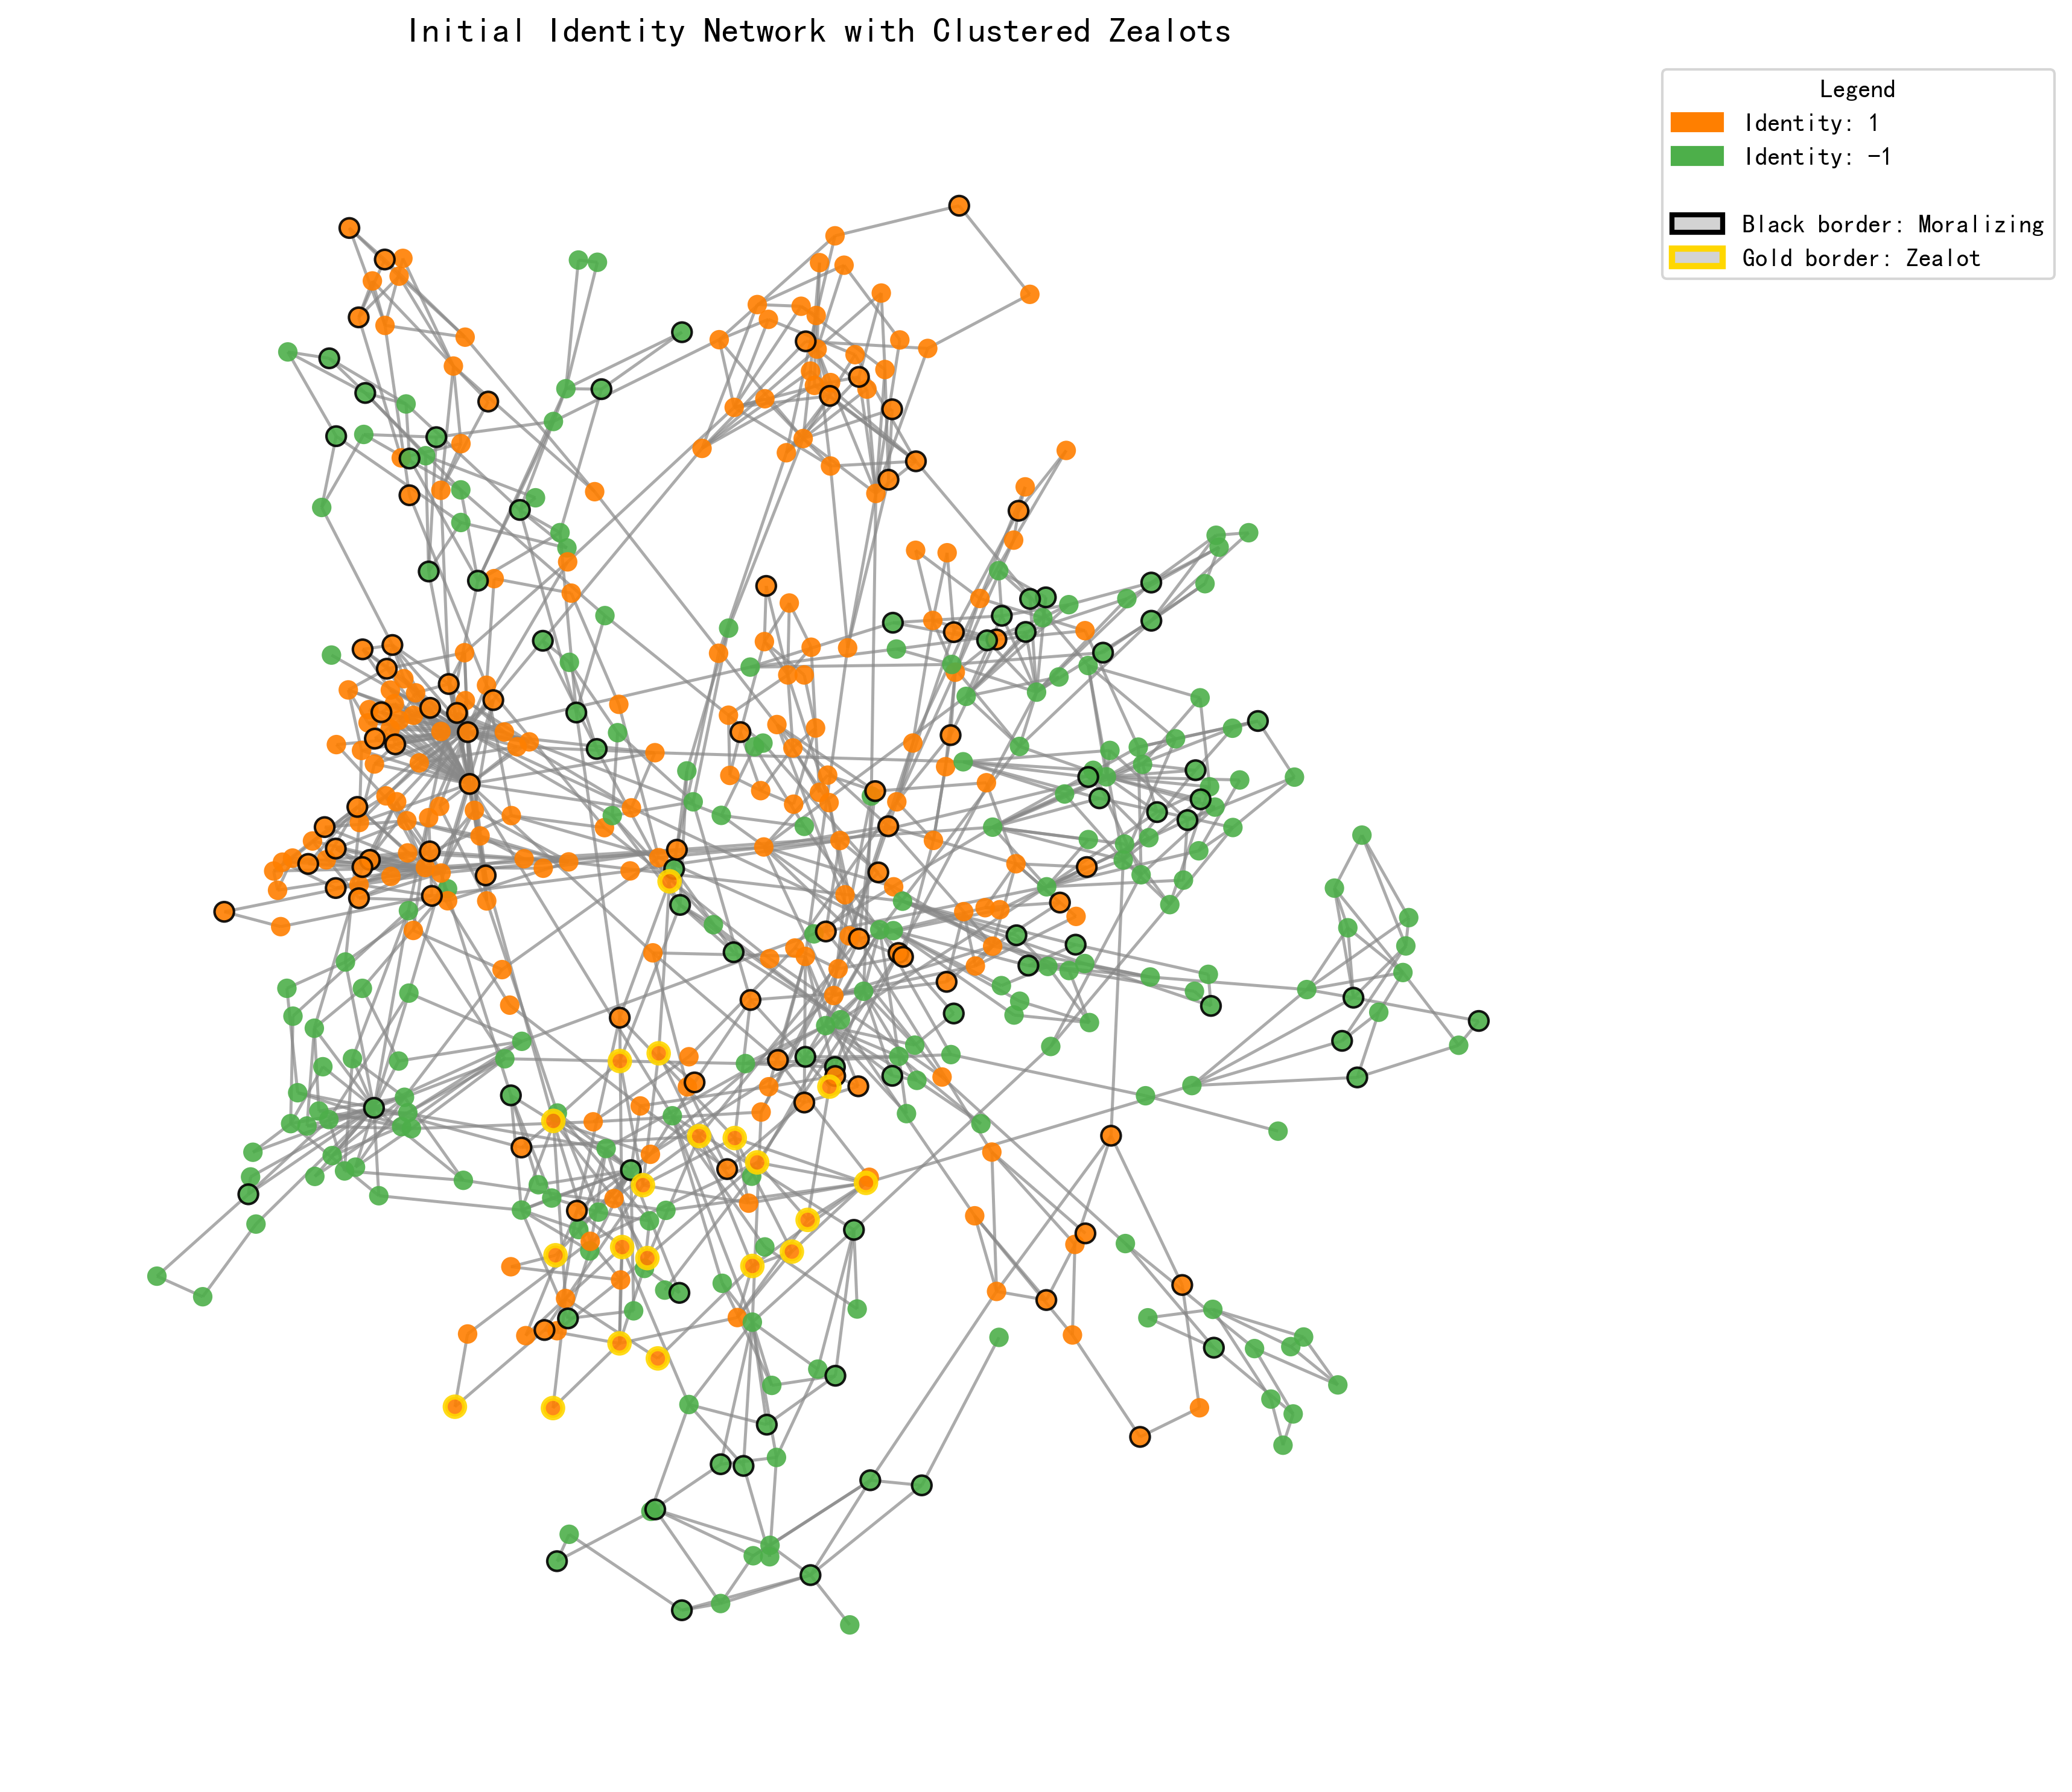 Initial Identity Network with Clustered Zealots
Legend
Identity: 1
Identity: -1
Black border: Moralizing
Gold border: Zealot